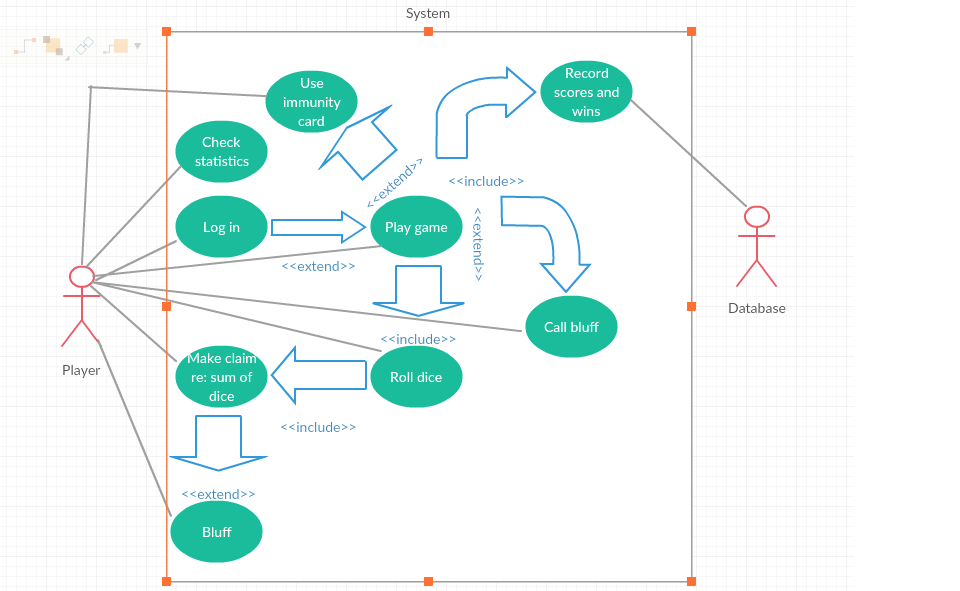 System
Use
immunity
card
Record
scores and
wins
Check
statistics
<<extend>>
<<include>>
Log in
Play game
<<extend>>
<<extend>>
Database
Call bluff
<<include>>
Player
Make claim
re: sum of
dice
Roll dice
<<include>>
<<extend>>
Bluff